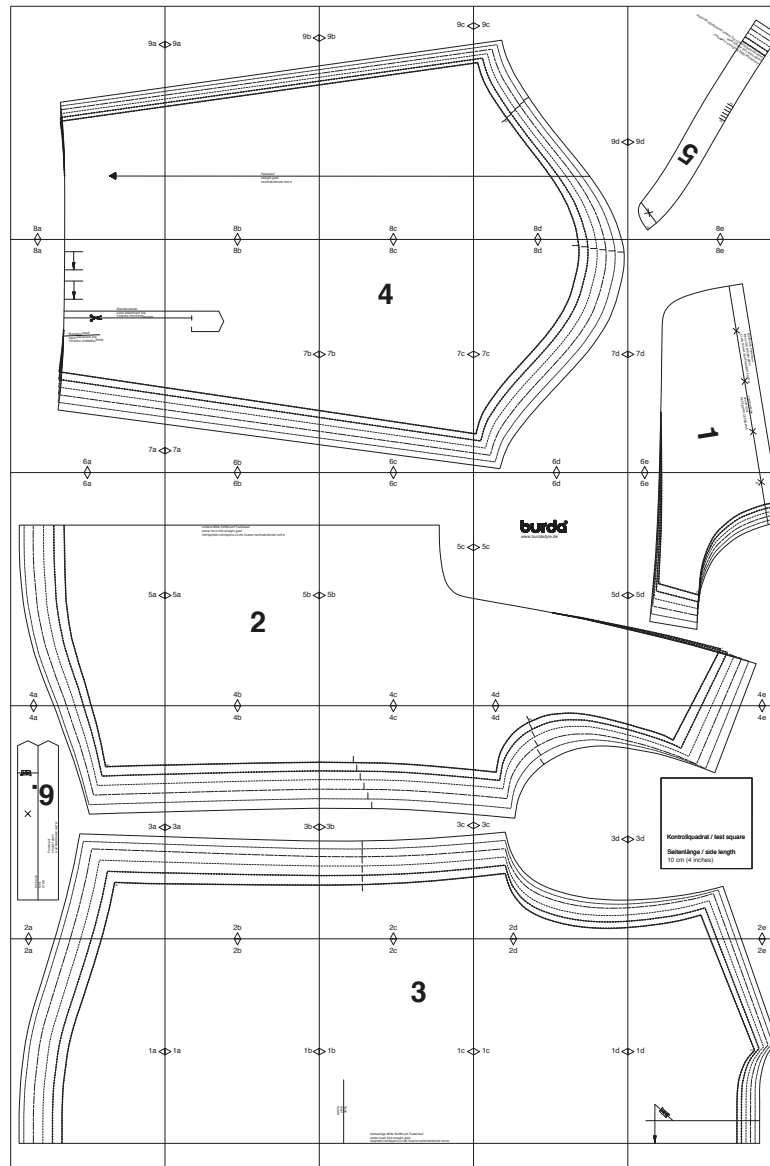 9a 9a
9b 9b
9c 9c
5
9d 9d
8a
8a
8b
8b
8c
8c
8d
8d
8e
8e
4
7b 7b
7c 7c
7d 7d
1
7a 7a
6a
6a
6b
6b
6c
6c
6d
6d
6e
6e
burda
www.burdastyle.de
5c 5c
5a 5a
5b 5b
5d 5d
2
4a
4a
4b
4b
4c
4c
4d
4d
4e
4e
6.
3a 3a
3b 3b
3c 3c
3d 3d
Kontrollquadrat / test square
Seitenlänge / side length
10 cm (4 inches)
2a
2a
2b
2b
2c
2c
2d
2d
2e
2e
3
1a 1a
1b 1b
1c 1c
1d 1d